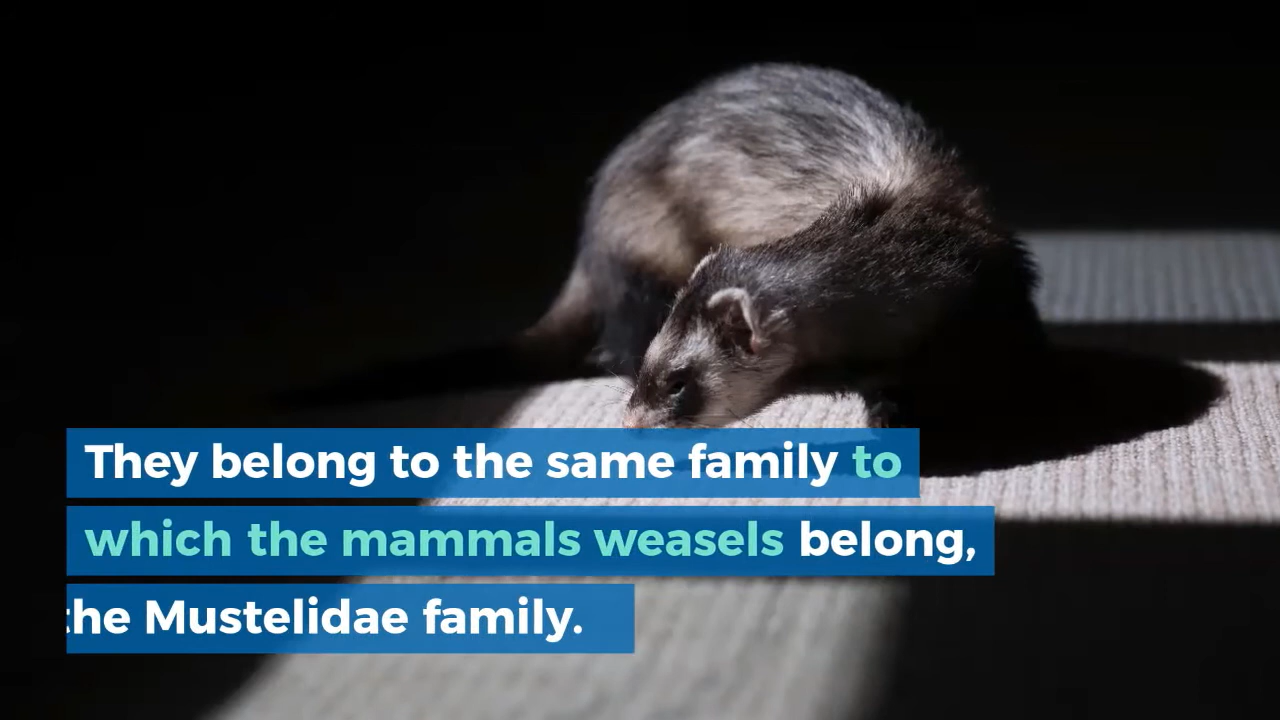 They belong to the same family to
which the mammals weasels belong,
the Mustelidae family.